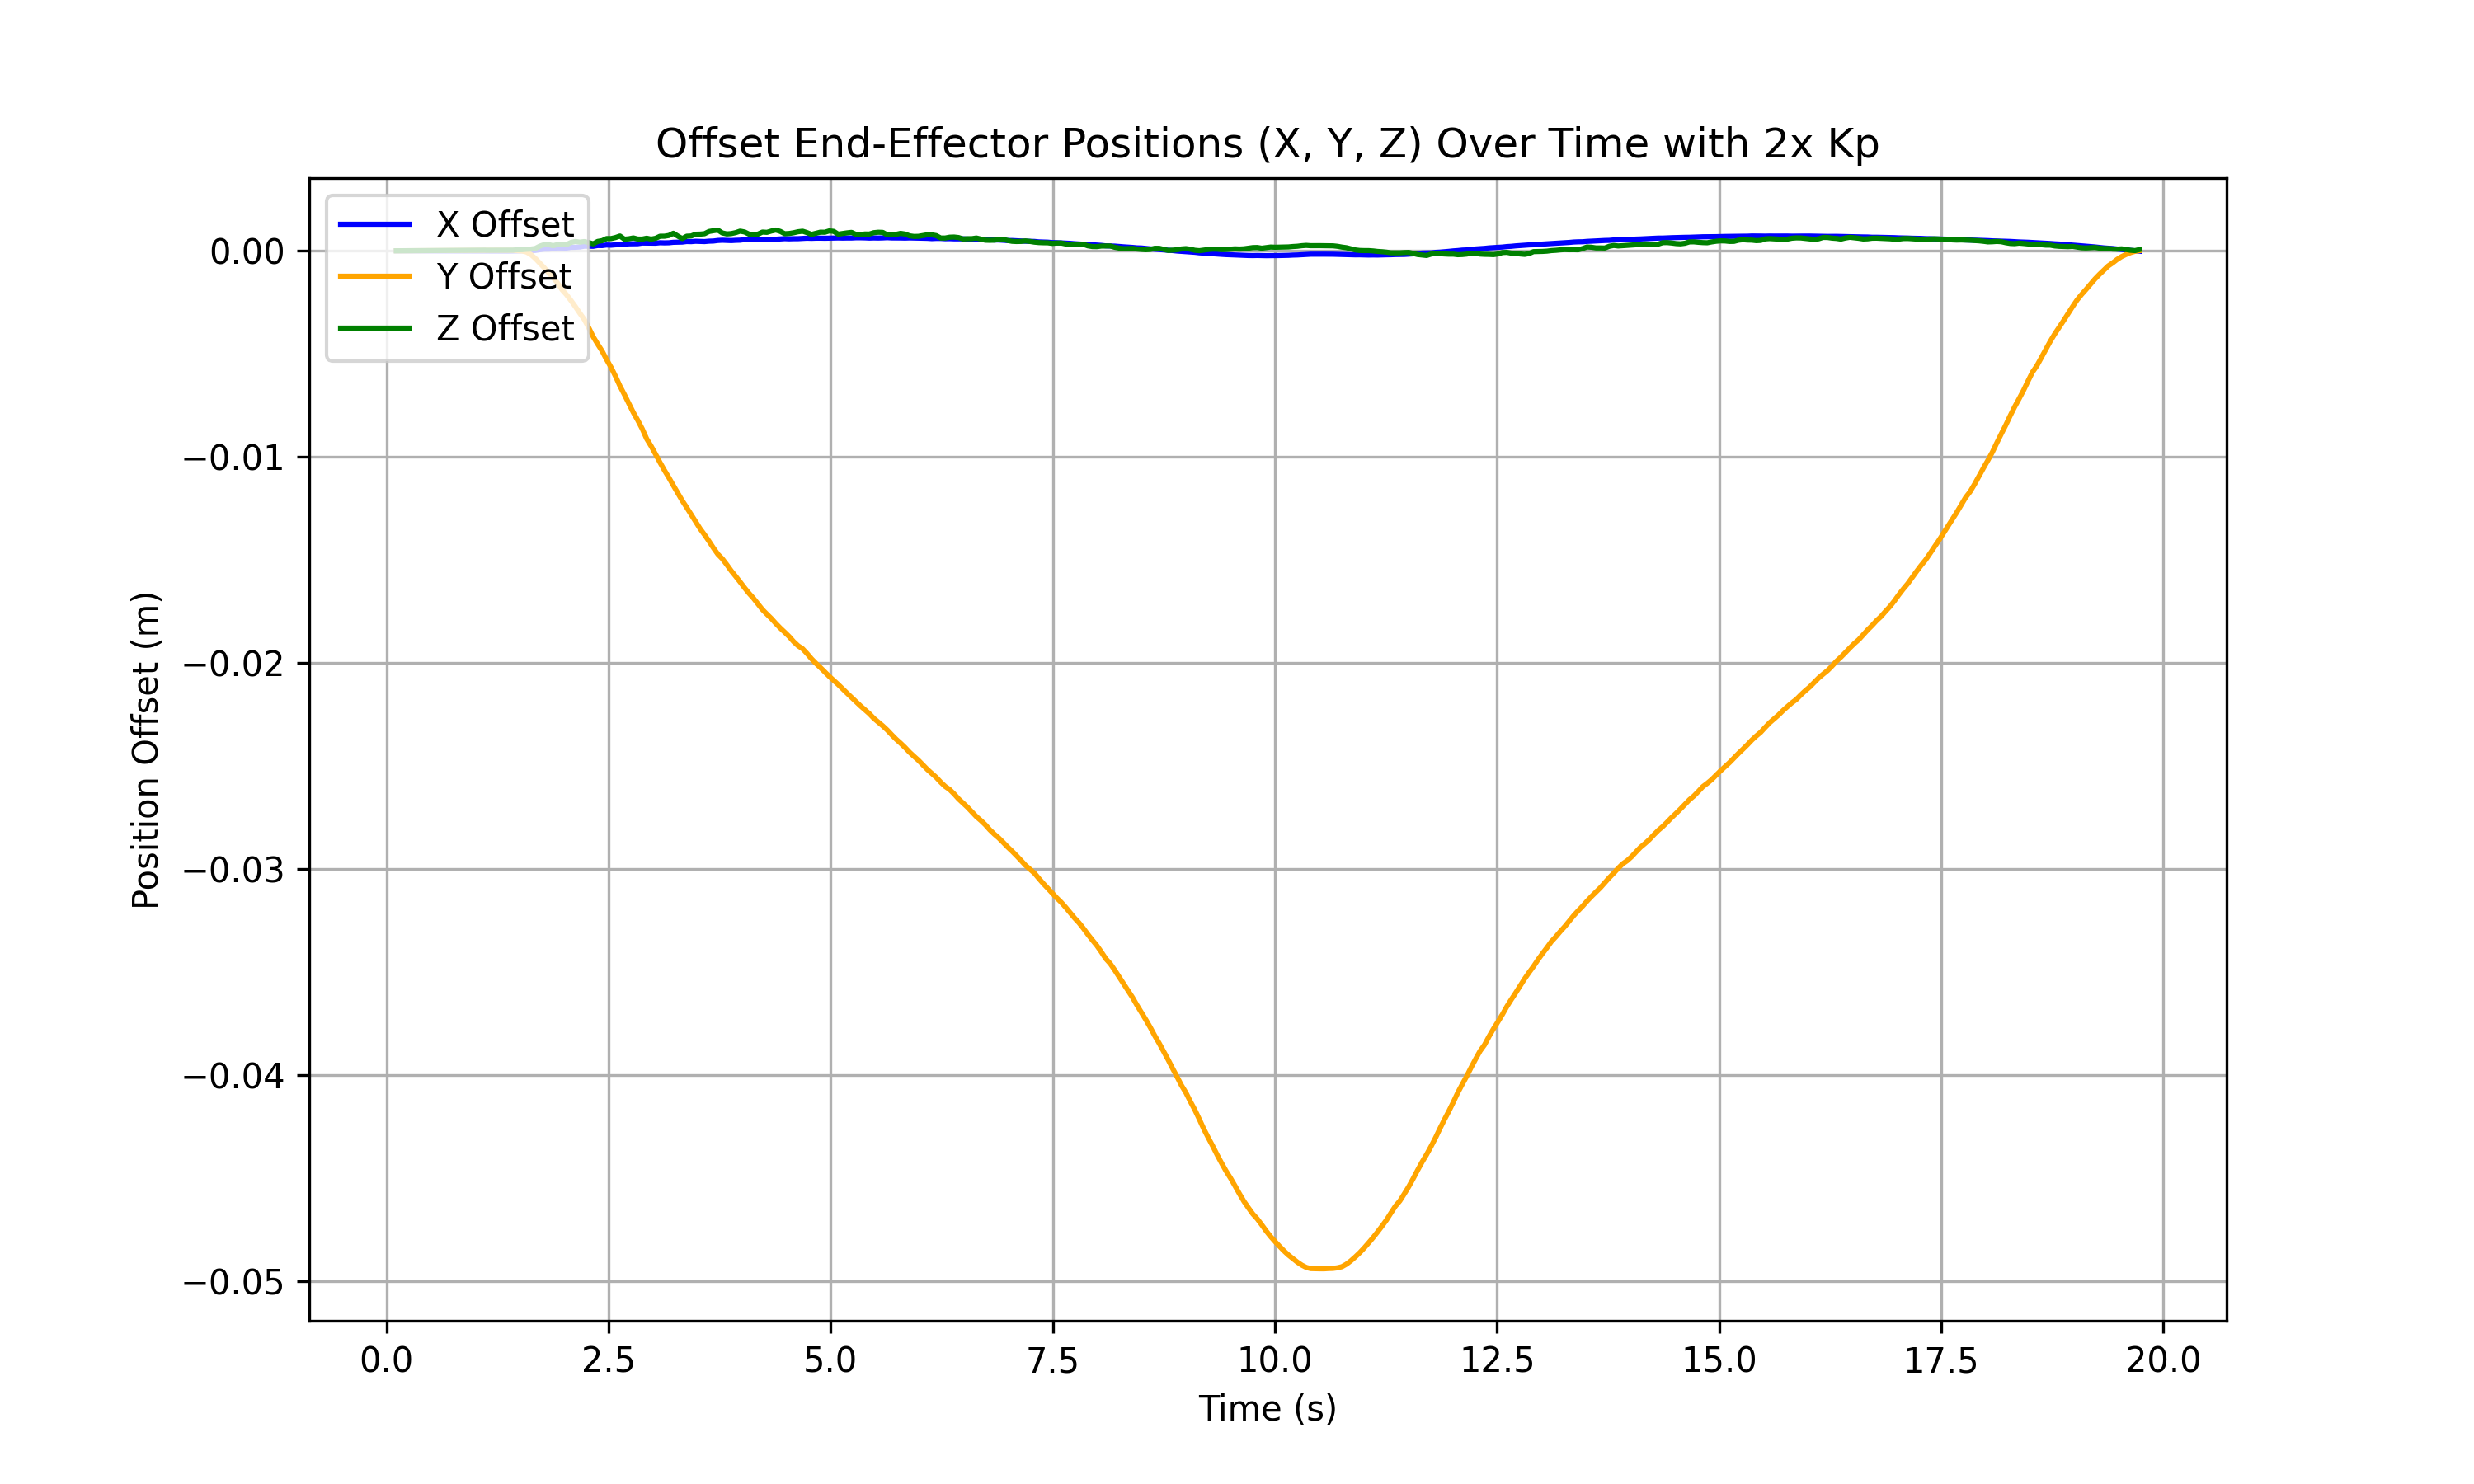 Offset End-Effector Positions (X, Y, Z) Over Time with 2x Kp
X Offset
Y Offset
Z Offset
0.00
−0.01
−0.02
−0.03
−0.04
−0.05
Position Offset (m)
0.0 2.5 5.0 7.5 10.0 12.5 15.0 17.5 20.0
Time (s)